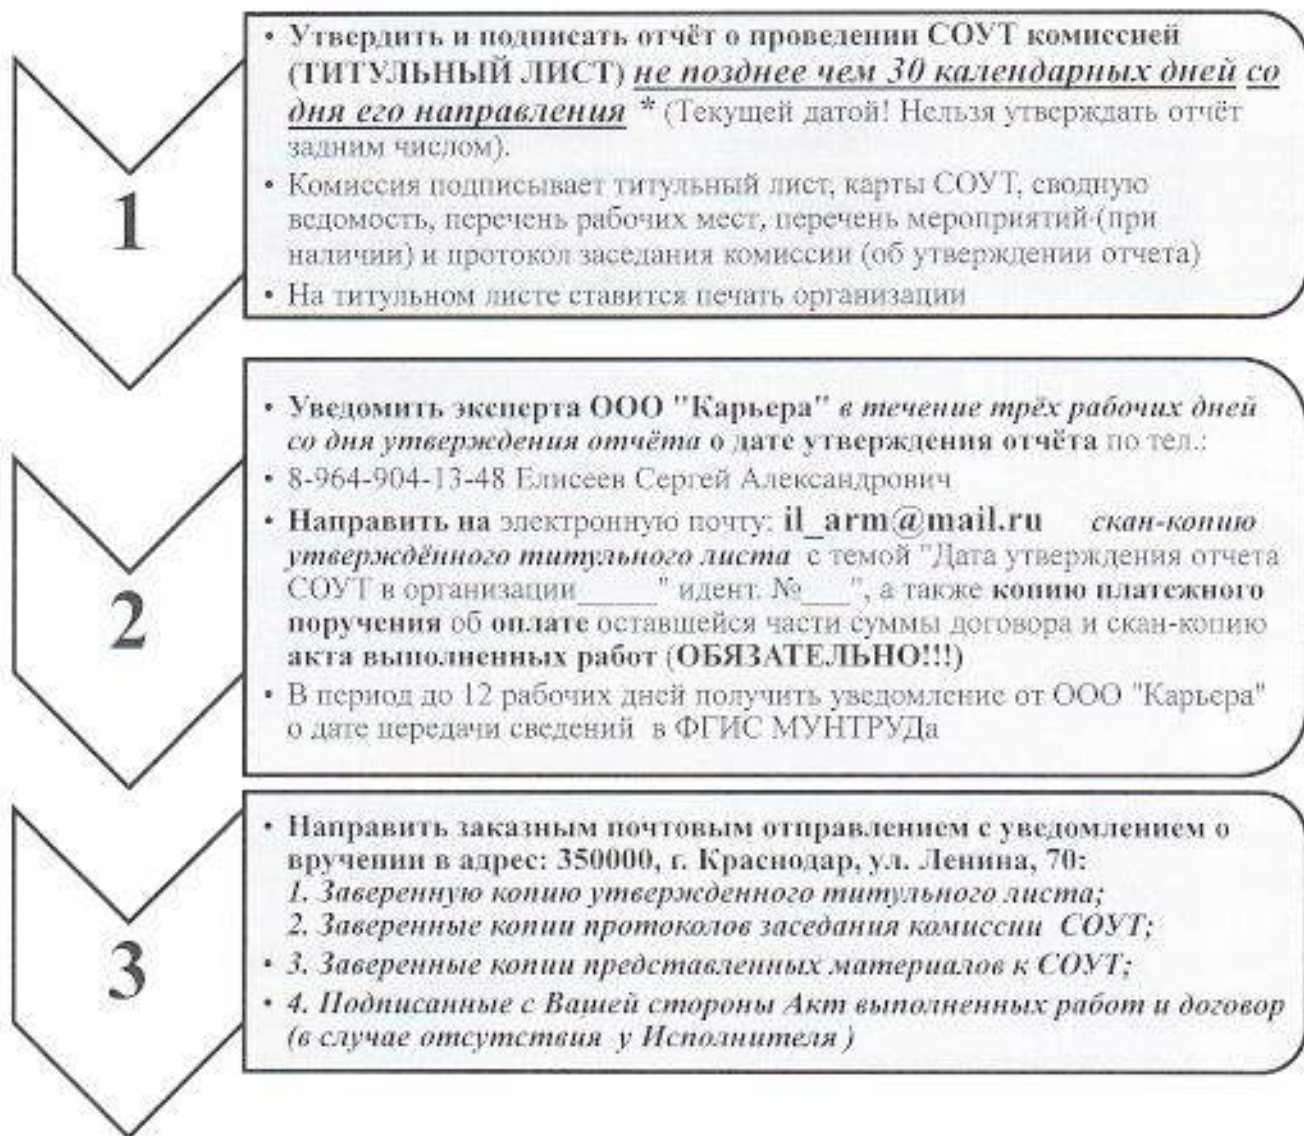 • Утвердить и подписать отчёт о проведении СОУТ комиссией
(ТИТУЛЬНЫЙ ЛИСТ) не позднее чем 30 календарных дней со
дня его направления * (Текущей датой! Нельзя утверждать отчёт
задним числом).
• Комиссия подписывает титульный лист, карты СОУТ, сводную
ведомость, перечень рабочих мест, перечень мероприятий (при
наличии) и протокол заседания комиссии (об утверждении отчета)
• На титульном листе ставится печать организации
1
• Уведомить эксперта ООО "Карьера" в течение трёх рабочих дней
со дня утверждения отчёта о дате утверждения отчёта по тел.:
• 8-964-904-13-48 Елисеев Сергей Александрович
• Направить на электронную почту: il_arm@mail.ru скан-копию
утверждённого титульного листа с темой "Дата утверждения отчета
СОУТ в организации_____" идент. №___", а также копию платежного
поручения об оплате оставшейся части суммы договора и скан-копию
акта выполненных работ (ОБЯЗАТЕЛЬНО!!!)
• В период до 12 рабочих дней получить уведомление от ООО "Карьера"
о дате передачи сведений в ФГИС МУНТРУДа
2
• Направить заказным почтовым отправлением с уведомлением о
вручении в адрес: 350000, г. Краснодар, ул. Ленина, 70:
1. Заверенную копию утвержденного титульного листа;
2. Заверенные копии протоколов заседания комиссии СОУТ;
• 3. Заверенные копии представленных материалов к СОУТ;
• 4. Подписанные с Вашей стороны Акт выполненных работ и договор
(в случае отсутствия у Исполнителя )
3